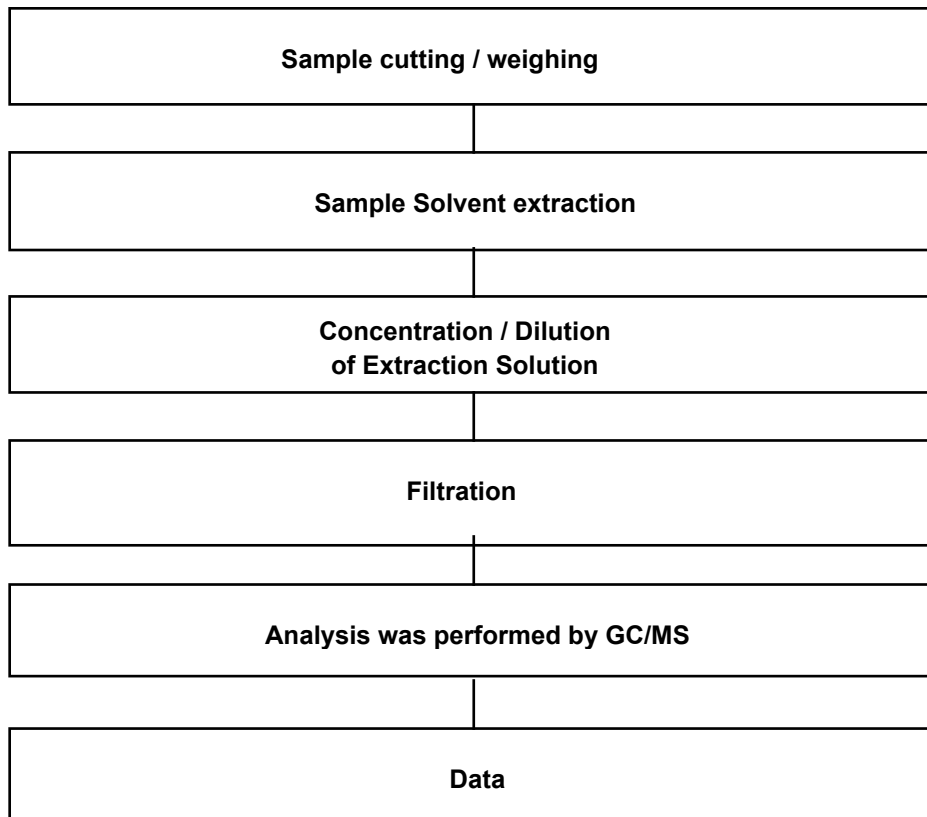 Sample cutting / weighing
Sample Solvent extraction
Concentration / Dilution
of Extraction Solution
Filtration
Analysis was performed by GC/MS
Data